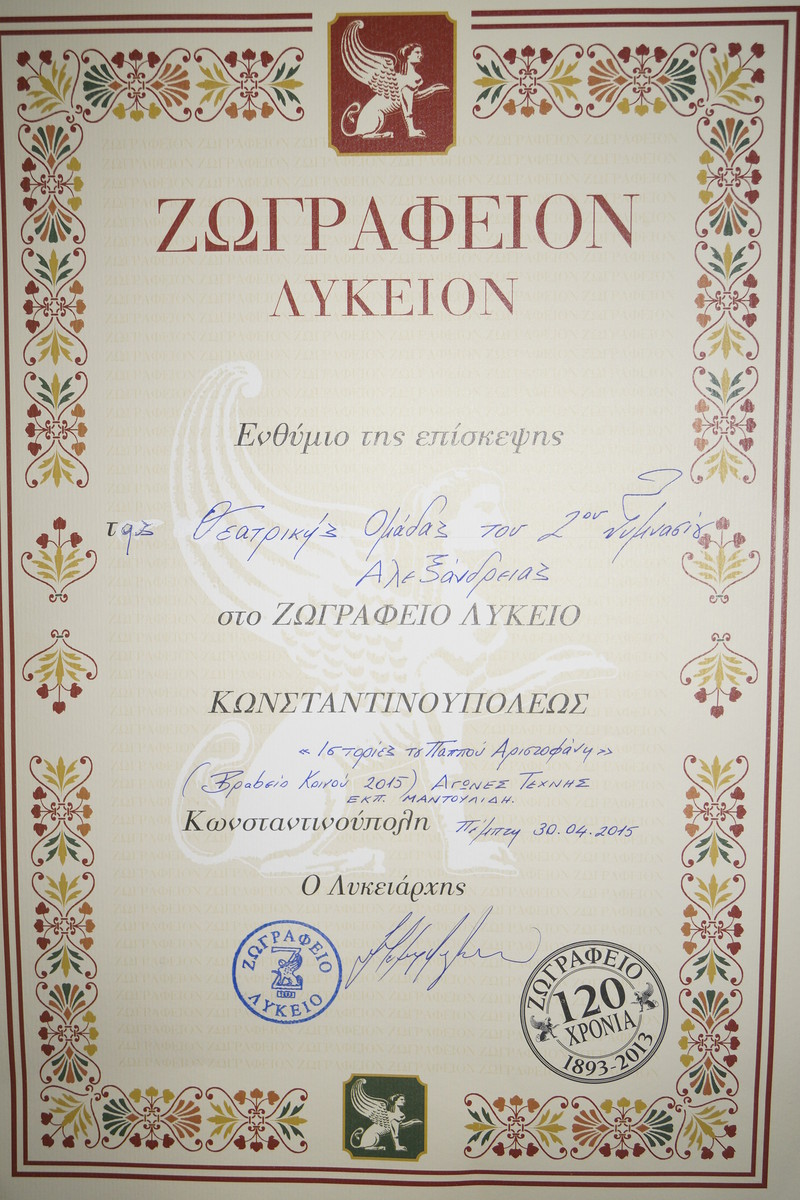 ΖΩΓΡΑΦΕΙΟΝ
ΛΥΚΕΙΟΝ
Ενθύμιο της επίσκεψης
της Θεατρικής Ομάδας του 2ου Γυμνασίου
Αλεξάνδρειας
στο ΖΩΓΡΑΦΕΙΟ ΛΥΚΕΙΟ
ΚΩΝΣΤΑΝΤΙΝΟΥΠΟΛΕΩΣ
«Ιστορίες του Παππού Αριστοφάνη»
(Βραβείο Κοινού 2015) ΑΓΩΝΕΣ ΤΕΧΝΗΣ
ΕΚΠ. ΜΑΝΤΟΥΛΙΔΗ.
Κωνσταντινούπολη Πέμπτη 30.04.2015
Ο Λυκειάρχης
ΖΩΓΡΑΦΕΙΟ
ΛΥΚΕΙΟ
ΖΩΓΡΑΦΕΙΟ
120
ΧΡΟΝΙΑ
1893-2013